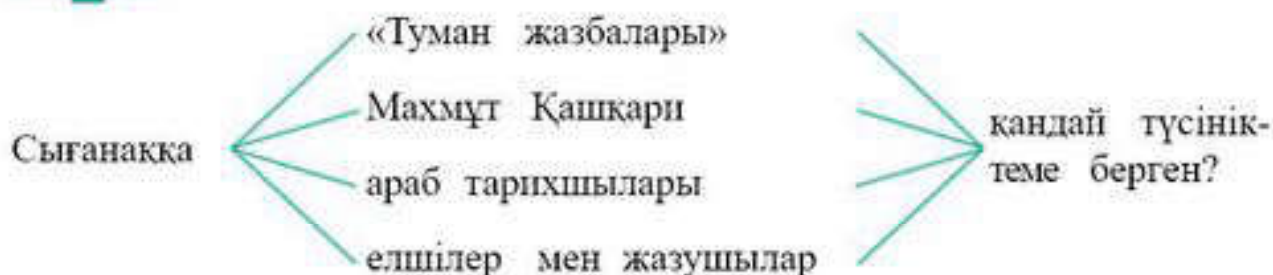 «Туман жазбалары»
Махмұт Қашқари
Сығанаққа
қандай түсінік-
теме берген?
араб тарихшылары
елшілер мен жазушылар